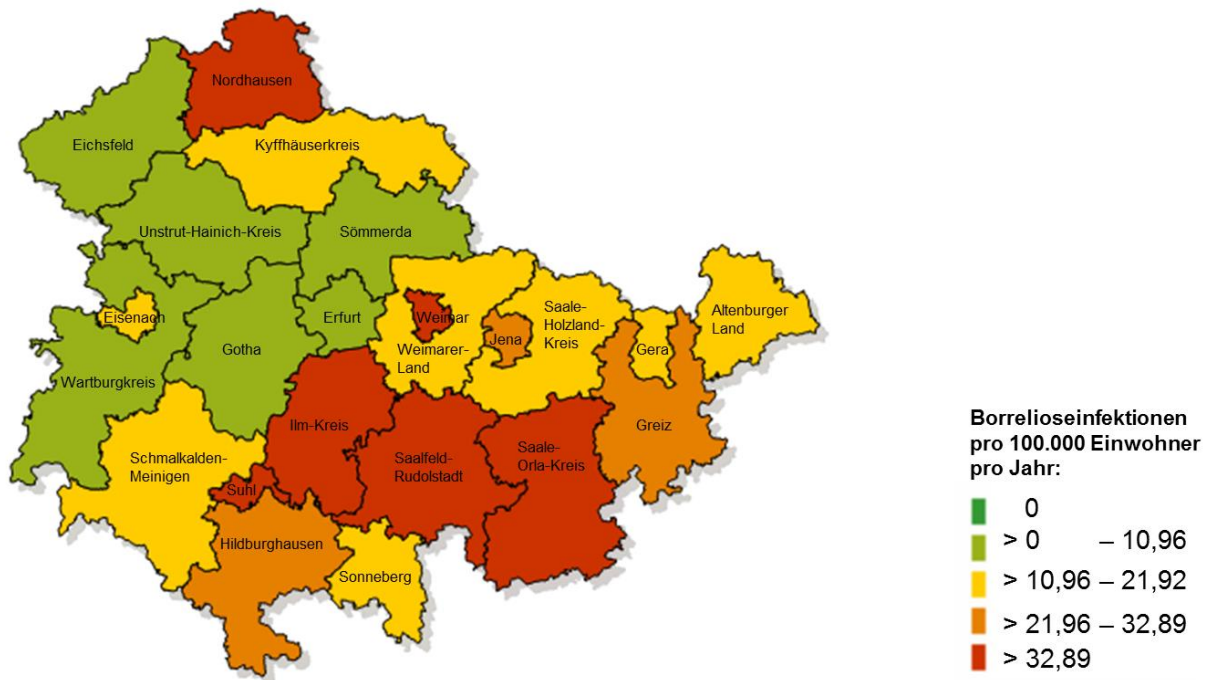 Nordhausen
Eichsfeld
Kyffhäuserkreis
Unstrut-Hainich-Kreis
Sömmerda
Eisenach
Erfurt
Weimar
Saale-
Holzland-
Kreis
Altenburger
Land
Gotha
Jena
Gera
Weimarer-
Land
Wartburgkreis
Ilm-Kreis
Greiz
Schmalkalden-
Meinigen
Saalfeld-
Rudolstadt
Saale-
Orla-Kreis
Suhl
Hildburghausen
Sonneberg
Borrelioseinfektionen
pro 100.000 Einwohner
pro Jahr:
0
> 0 – 10,96
> 10,96 – 21,92
> 21,96 – 32,89
> 32,89